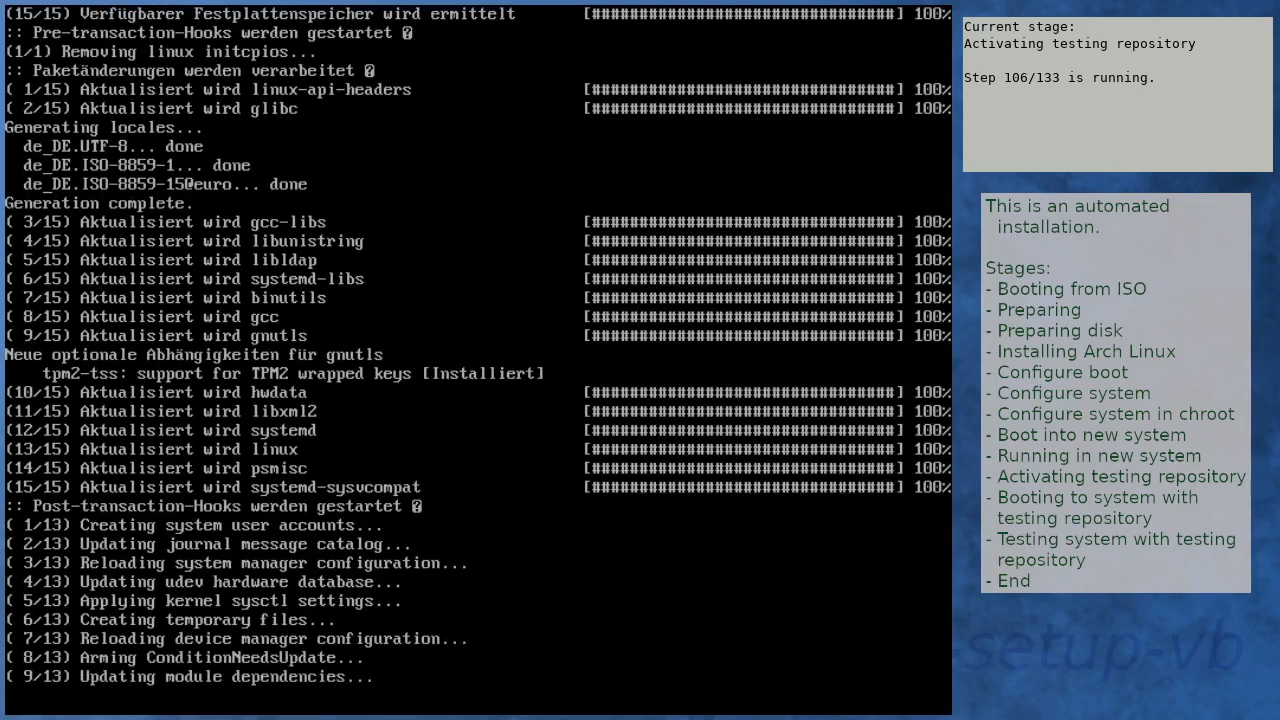 (15/15) Verfügbarer Festplattenspeicher wird ermittelt [################################] 100%
:: Pre-transaction-Hooks werden gestartet �
(1/1) Removing linux initcpios...
:: Paketänderungen werden verarbeitet �
( 1/15) Aktualisiert wird linux-api-headers [################################] 100%
( 2/15) Aktualisiert wird glibc [################################] 100%
Generating locales...
de_DE.UTF-8... done
de_DE.ISO-8859-1... done
de_DE.ISO-8859-15@euro... done
Generation complete.
( 3/15) Aktualisiert wird gcc-libs [################################] 100%
( 4/15) Aktualisiert wird libunistring [################################] 100%
( 5/15) Aktualisiert wird libldap [################################] 100%
( 6/15) Aktualisiert wird systemd-libs [################################] 100%
( 7/15) Aktualisiert wird binutils [################################] 100%
( 8/15) Aktualisiert wird gcc [################################] 100%
( 9/15) Aktualisiert wird gnutls [################################] 100%
Neue optionale Abhängigkeiten für gnutls
tpm2-tss: support for TPM2 wrapped keys [Installiert]
(10/15) Aktualisiert wird hwdata [################################] 100%
(11/15) Aktualisiert wird libxml2 [################################] 100%
(12/15) Aktualisiert wird systemd [################################] 100%
(13/15) Aktualisiert wird linux [################################] 100%
(14/15) Aktualisiert wird psmisc [################################] 100%
(15/15) Aktualisiert wird systemd-sysvcompat [################################] 100%
:: Post-transaction-Hooks werden gestartet �
( 1/13) Creating system user accounts...
( 2/13) Updating journal message catalog...
( 3/13) Reloading system manager configuration...
( 4/13) Updating udev hardware database...
( 5/13) Applying kernel sysctl settings...
( 6/13) Creating temporary files...
( 7/13) Reloading device manager configuration...
( 8/13) Arming ConditionNeedsUpdate...
( 9/13) Updating module dependencies...
Current stage:
Activating testing repository
Step 106/133 is running.
This is an automated
installation.
Stages:
- Booting from ISO
- Preparing
- Preparing disk
- Installing Arch Linux
- Configure boot
- Configure system
- Configure system in chroot
- Boot into new system
- Running in new system
- Activating testing repository
- Booting to system with
testing repository
- Testing system with testing
repository
- End
-setup-vb